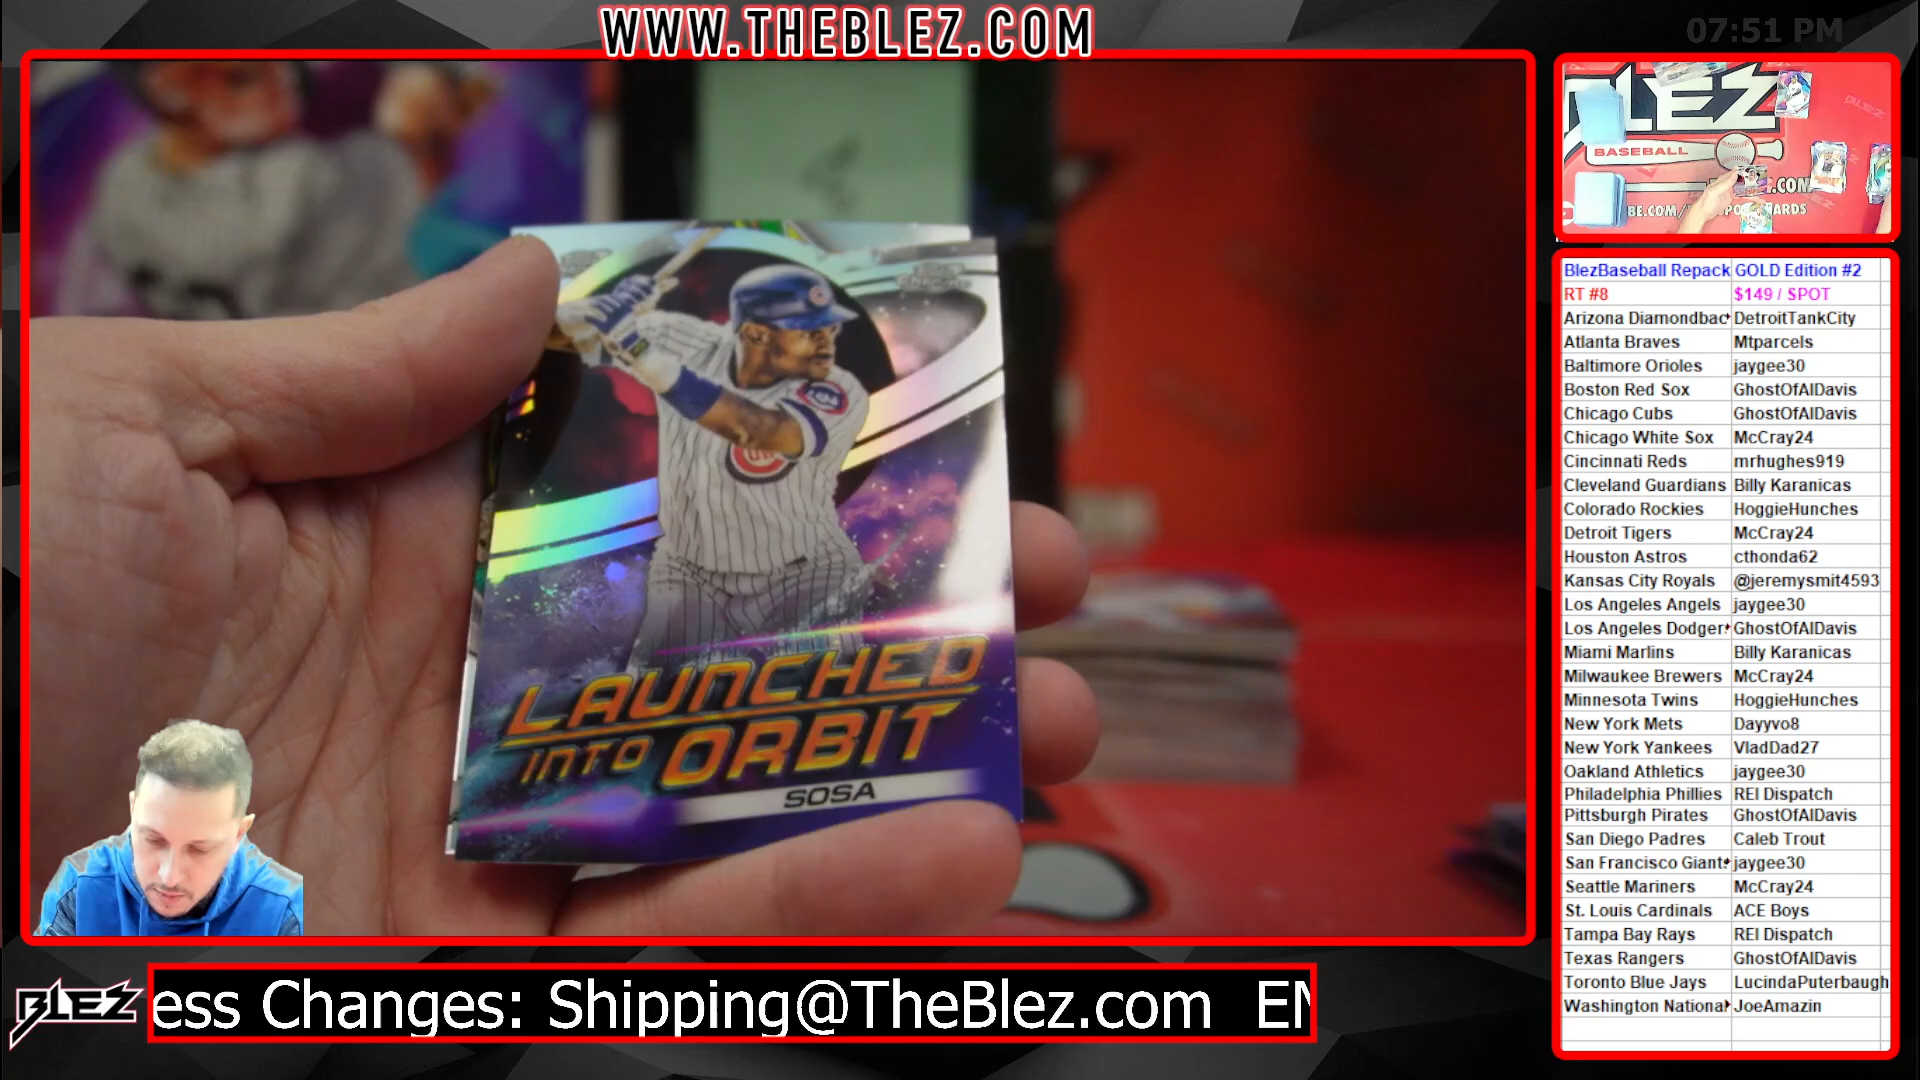 WWW.THEBLEZ.COM
07:51 PM
BLEZ
BASEBALL
LAUNCHED
INTO ORBIT
SOSA
BlezBaseball Repack GOLD Edition #2
RT #8 $149 / SPOT
Arizona Diamondbac DetroitTankCity
Atlanta Braves Mtparcels
Baltimore Orioles jaygee30
Boston Red Sox GhostOfAlDavis
Chicago Cubs GhostOfAlDavis
Chicago White Sox McCray24
Cincinnati Reds mrhughes919
Cleveland Guardians Billy Karanicas
Colorado Rockies HoggieHunches
Detroit Tigers McCray24
Houston Astros cthonda62
Kansas City Royals @jeremysmit4593
Los Angeles Angels jaygee30
Los Angeles Dodger GhostOfAlDavis
Miami Marlins Billy Karanicas
Milwaukee Brewers McCray24
Minnesota Twins HoggieHunches
New York Mets Dayyvo8
New York Yankees VladDad27
Oakland Athletics jaygee30
Philadelphia Phillies REI Dispatch
Pittsburgh Pirates GhostOfAlDavis
San Diego Padres Caleb Trout
San Francisco Giant jaygee30
Seattle Mariners McCray24
St. Louis Cardinals ACE Boys
Tampa Bay Rays REI Dispatch
Texas Rangers GhostOfAlDavis
Toronto Blue Jays LucindaPuterbaugh
Washington Nationa JoeAmazin
BLEZ
ess Changes: Shipping@TheBlez.com EM